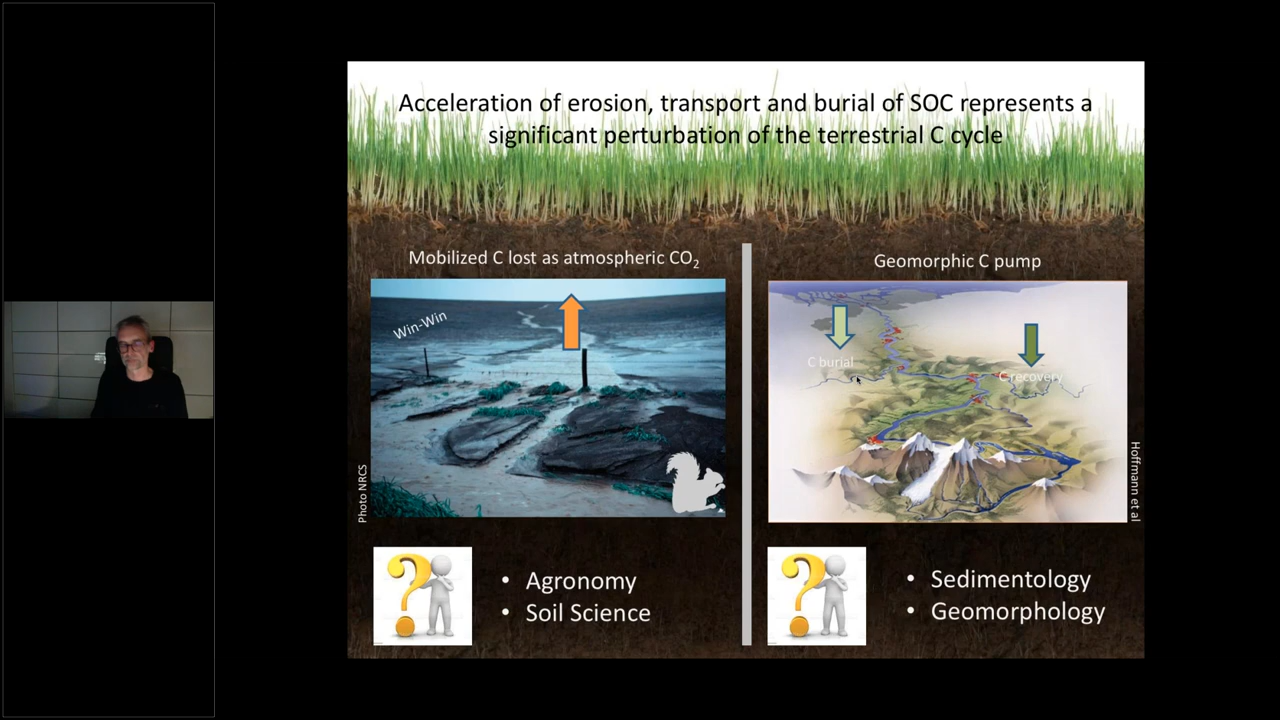 Acceleration of erosion, transport and burial of SOC represents a
significant perturbation of the terrestrial C cycle
Mobilized C lost as atmospheric CO₂
Win-Win
Photo NRCS
• Agronomy
• Soil Science
Geomorphic C pump
C burial
C recovery
Hoffmann et al
• Sedimentology
• Geomorphology